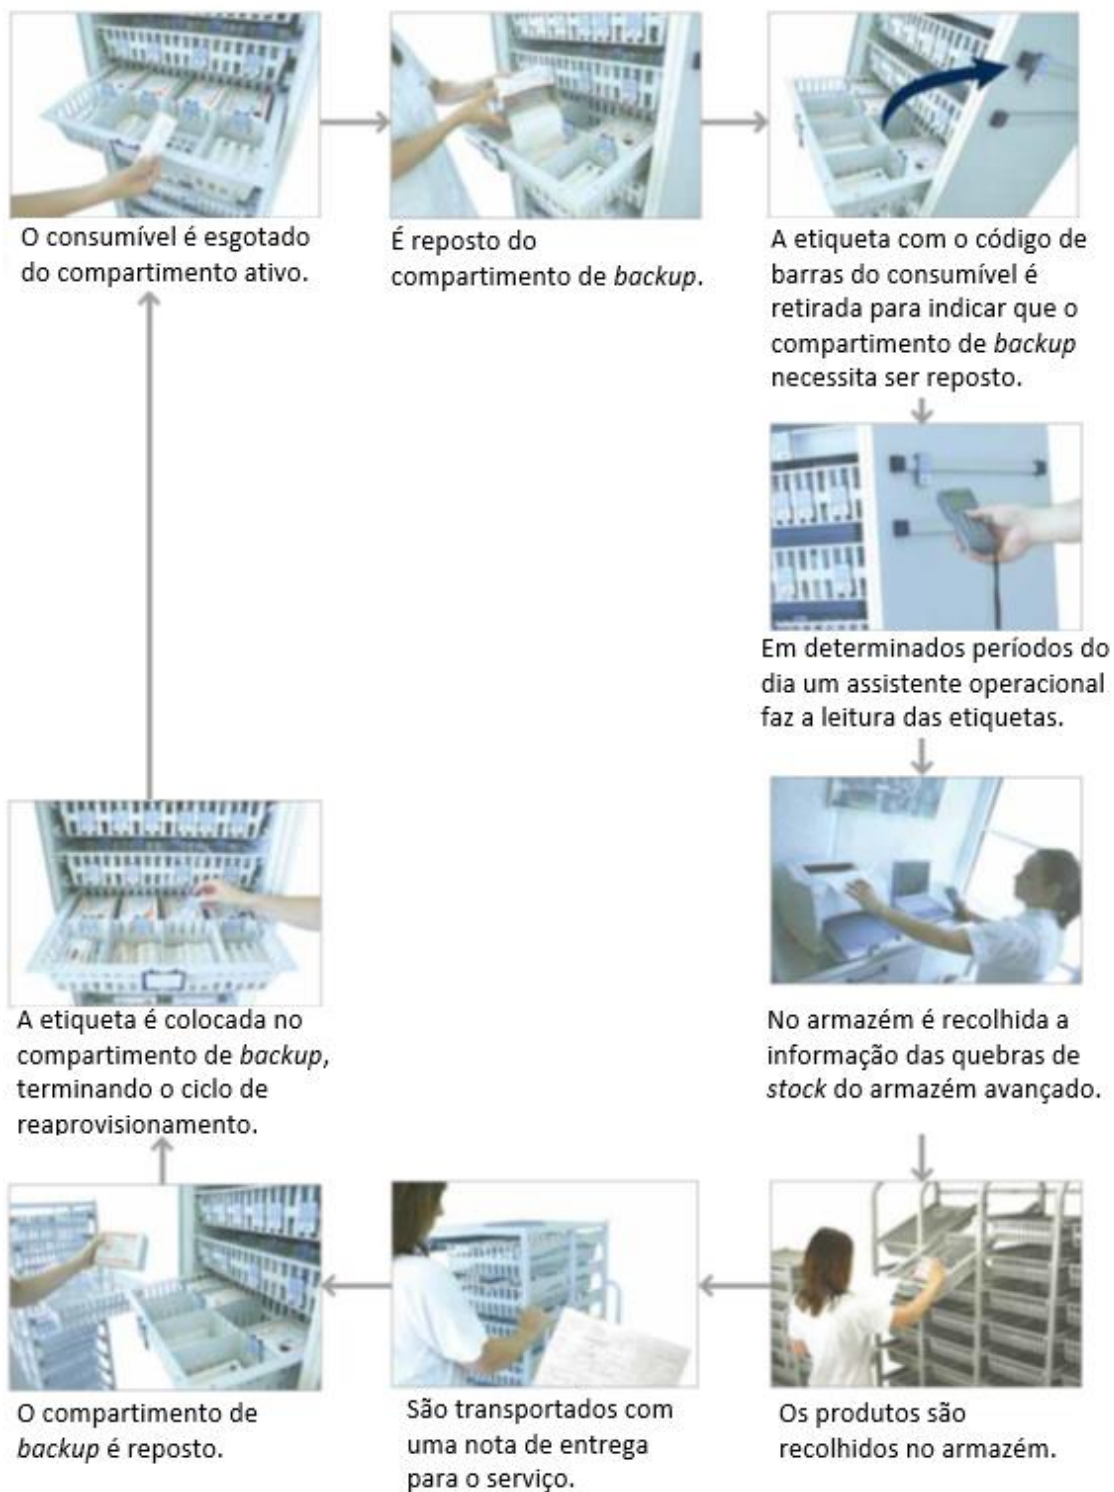 O consumível é esgotado
do compartimento ativo.
É reposto do
compartimento de backup.
A etiqueta com o código de
barras do consumível é
retirada para indicar que o
compartimento de backup
necessita ser reposto.
Em determinados períodos do
dia um assistente operacional
faz a leitura das etiquetas.
No armazém é recolhida a
informação das quebras de
stock do armazém avançado.
Os produtos são
recolhidos no armazém.
São transportados com
uma nota de entrega
para o serviço.
O compartimento de
backup é reposto.
A etiqueta é colocada no
compartimento de backup,
terminando o ciclo de
reaprovisionamento.